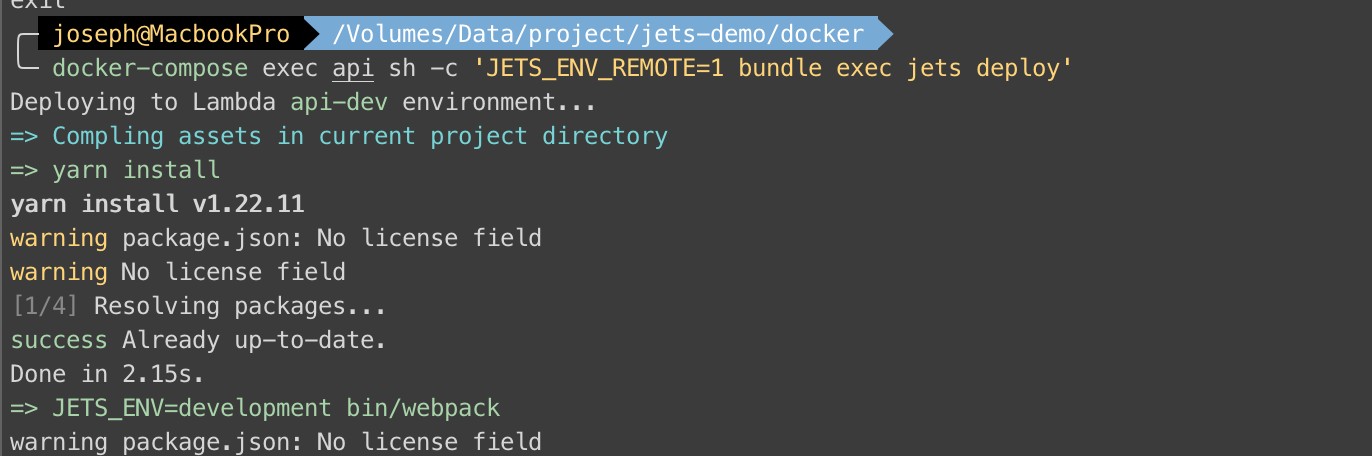 exit
joseph@MacbookPro /Volumes/Data/project/jets-demo/docker
docker-compose exec api sh -c 'JETS_ENV_REMOTE=1 bundle exec jets deploy'
Deploying to Lambda api-dev environment...
=> Compling assets in current project directory
=> yarn install
yarn install v1.22.11
warning package.json: No license field
warning No license field
[1/4] Resolving packages...
success Already up-to-date.
Done in 2.15s.
=> JETS_ENV=development bin/webpack
warning package.json: No license field